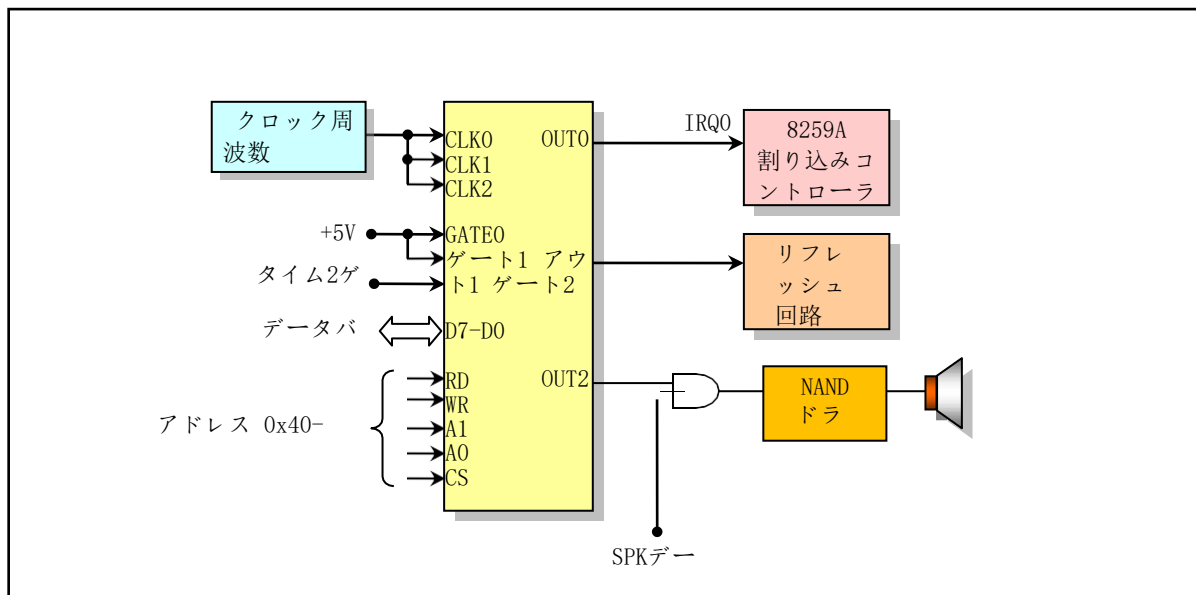 クロック周
波数
CLK0
CLK1
CLK2
OUT0
IRQ0
8259A
割り込みコ
ントローラ
+5V
GATE0
ゲート1 アウ
ト1 ゲート2
タイム2ゲ
リフレ
ッシュ
回路
データバ
D7-D0
OUT2
NAND
ドラ
アドレス 0x40-
RD
WR
A1
A0
CS
SPKデー